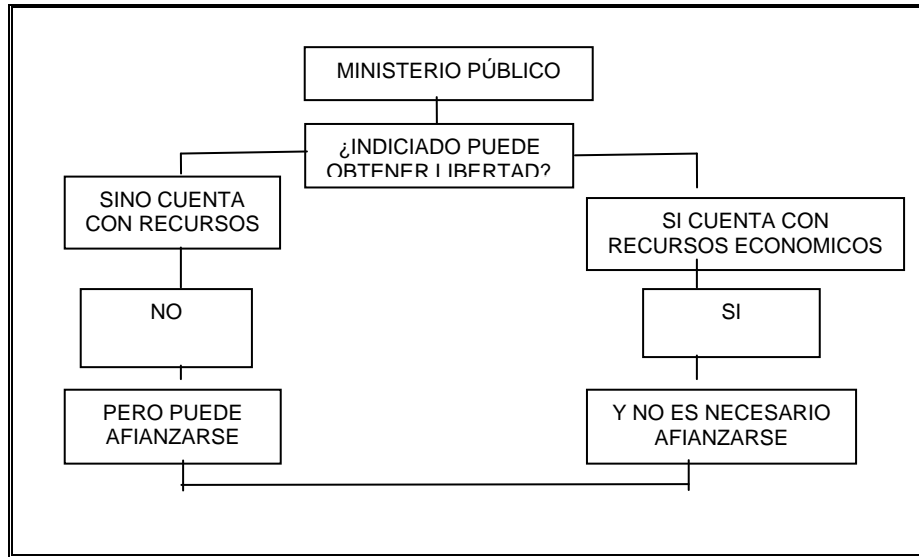 MINISTERIO PÚBLICO
¿INDICIADO PUEDE
OBTENER LIBERTAD?
SINO CUENTA
CON RECURSOS
SI CUENTA CON
RECURSOS ECONOMICOS
NO
SI
PERO PUEDE
AFIANZARSE
Y NO ES NECESARIO
AFIANZARSE